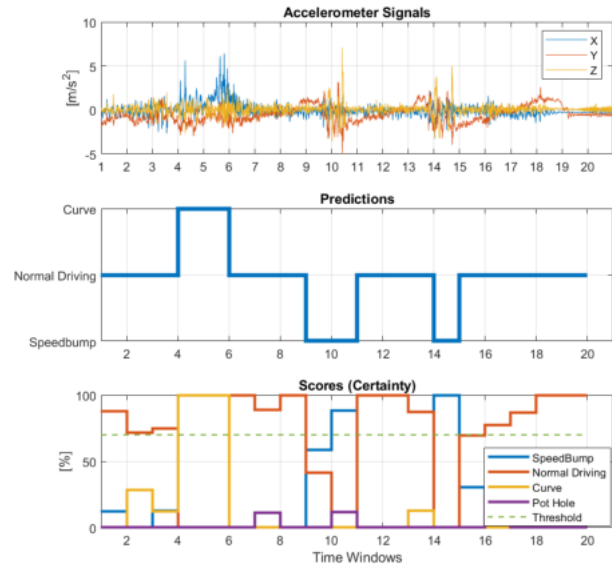 Accelerometer Signals
10
5
0
-5
[m/s²]
X
Y
Z
1 2 3 4 5 6 7 8 9 10 11 12 13 14 15 16 17 18 19 20
Predictions
Curve
Normal Driving
Speedbump
2 4 6 8 10 12 14 16 18 20
Scores (Certainty)
100
50
0
[%]
SpeedBump
Normal Driving
Curve
Pot Hole
Threshold
2 4 6 8 10 12 14 16 18 20
Time Windows